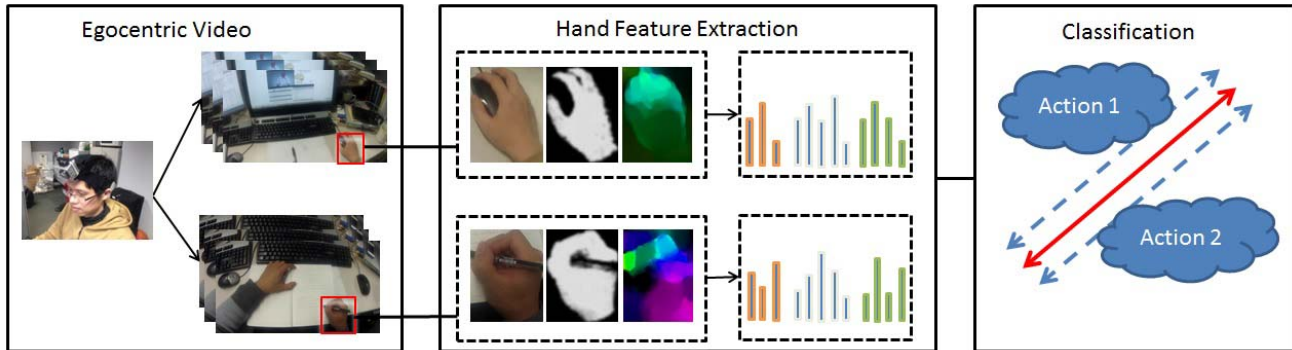 Egocentric Video
Hand Feature Extraction
Classification
Action 1
Action 2